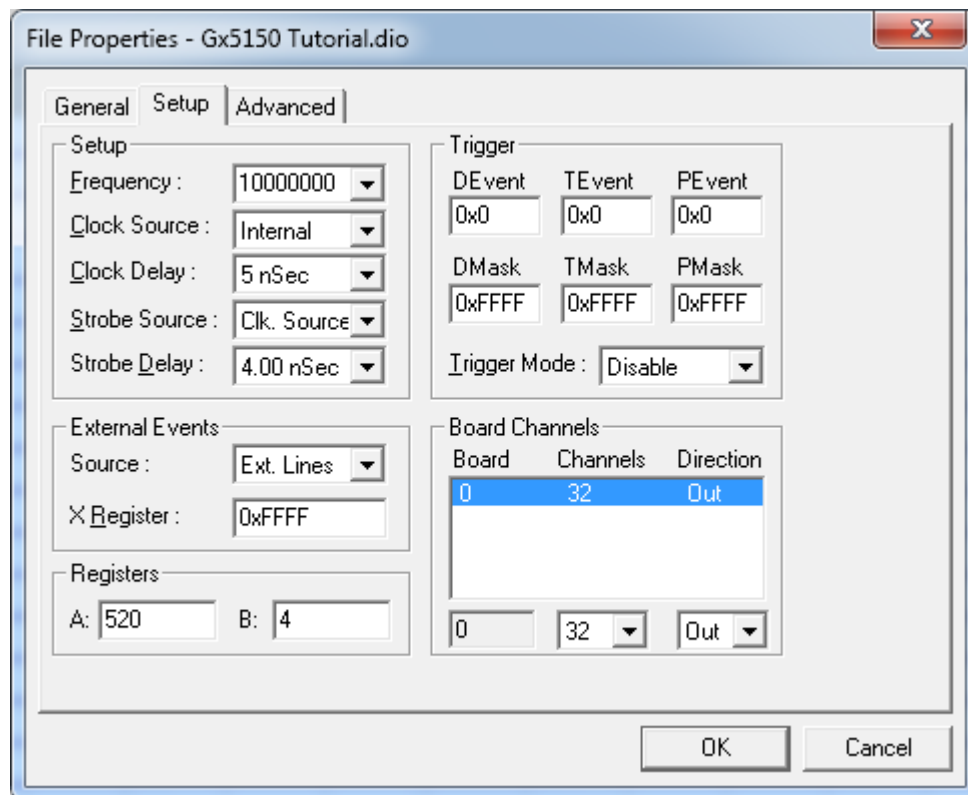 File Properties - Gx5150 Tutorial.dio
General Setup Advanced
Setup
Frequency : 10000000
Clock Source : Internal
Clock Delay : 5 nSec
Strobe Source : Clk. Source
Strobe Delay : 4.00 nSec
External Events
Source : Ext. Lines
X Register : 0xFFFF
Registers
A: 520 B: 4
Trigger
DEvent TEvent PEvent
0x0 0x0 0x0
DMask TMask PMask
0xFFFF 0xFFFF 0xFFFF
Trigger Mode : Disable
Board Channels
Board Channels Direction
0 32 Out
0 32 Out
OK Cancel